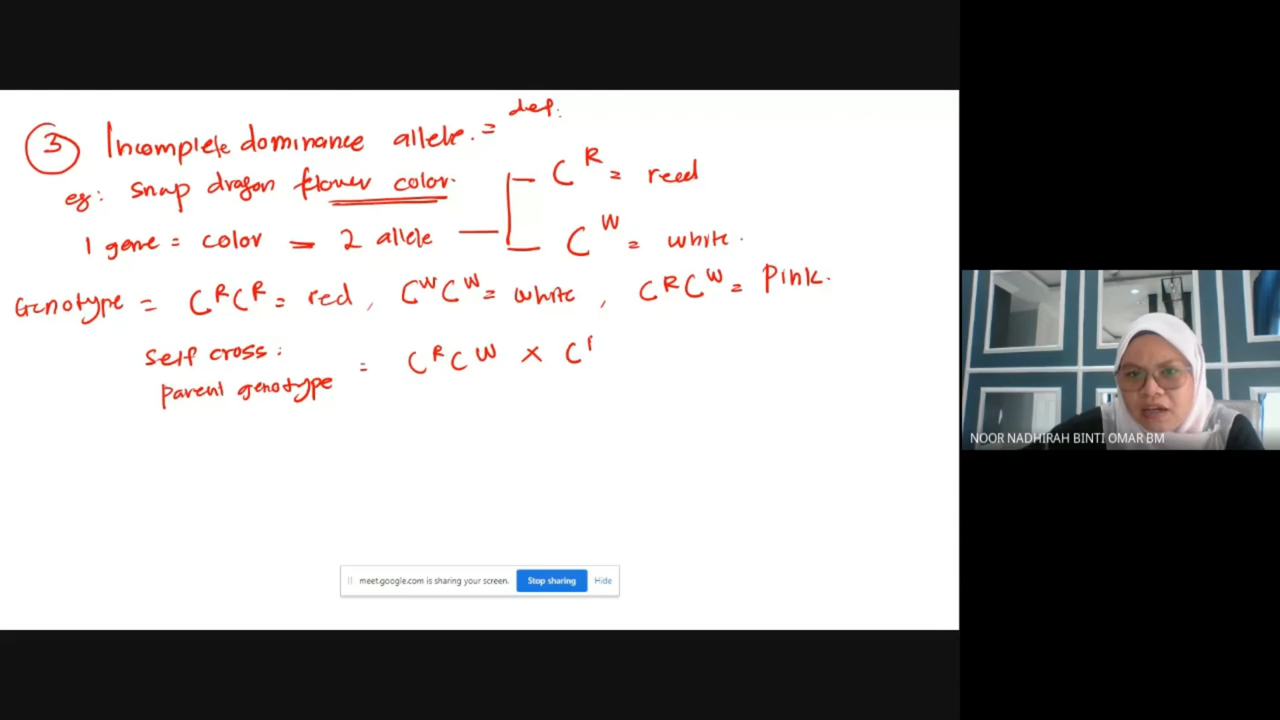 3 Incomplete dominance allele. = def:
eg: snap dragon flower color.
1 gene = color – 2 allele
C^R = reed
C^W = white.
Genotype = C^R C^R = red, C^W C^W = white, C^R C^W = Pink.
Self cross:
Parent genotype = C^R C^W × C^
meet.google.com is sharing your screen. Stop sharing Hide
NOOR NADHIRAH BINTI OMAR BM